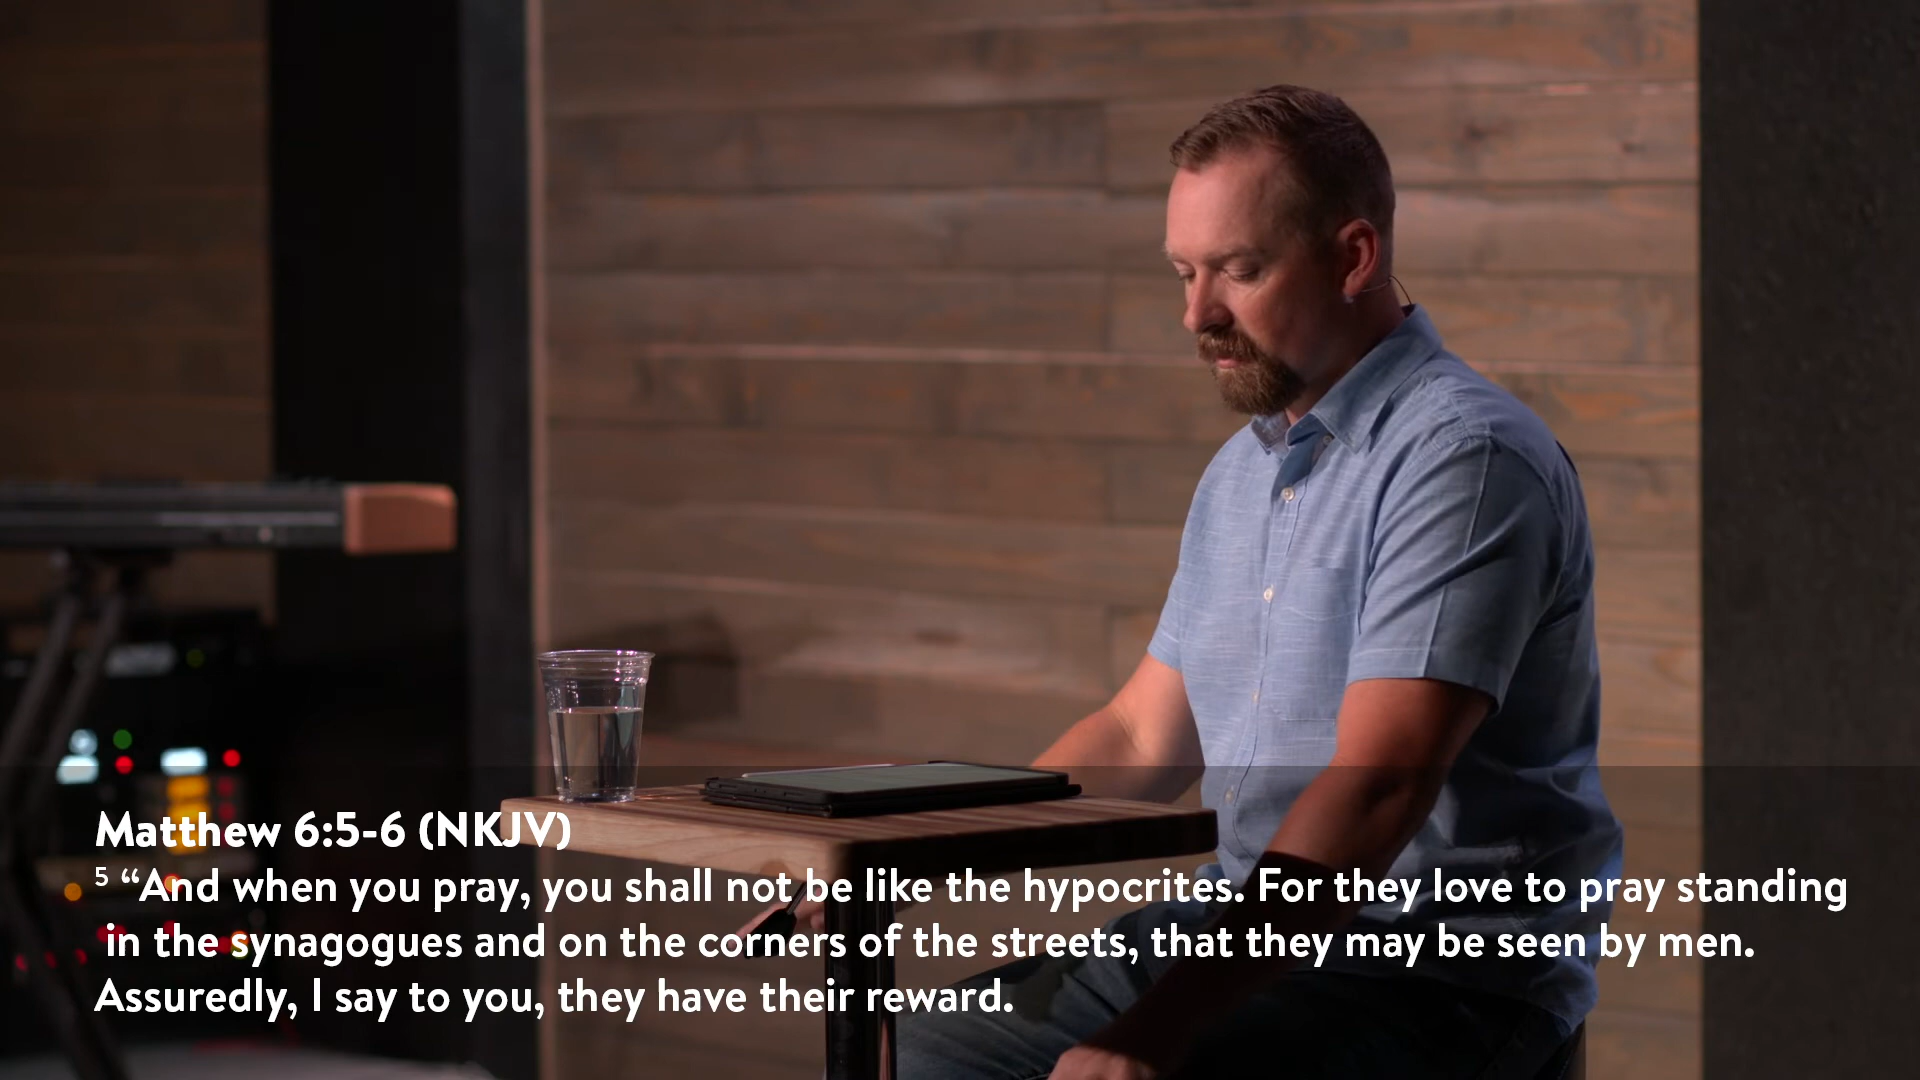 Matthew 6:5-6 (NKJV)
5 “And when you pray, you shall not be like the hypocrites. For they love to pray standing
in the synagogues and on the corners of the streets, that they may be seen by men.
Assuredly, I say to you, they have their reward.